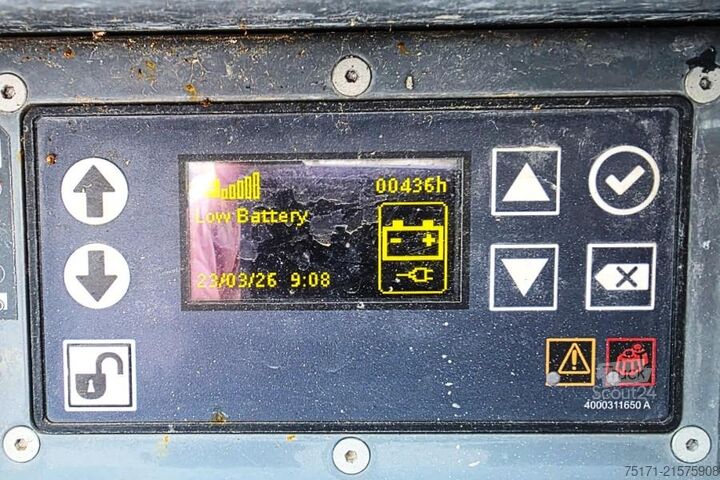 00436h
Low Battery
23/03/26 9:08
Scout24
4000311650 A
75171-21575908